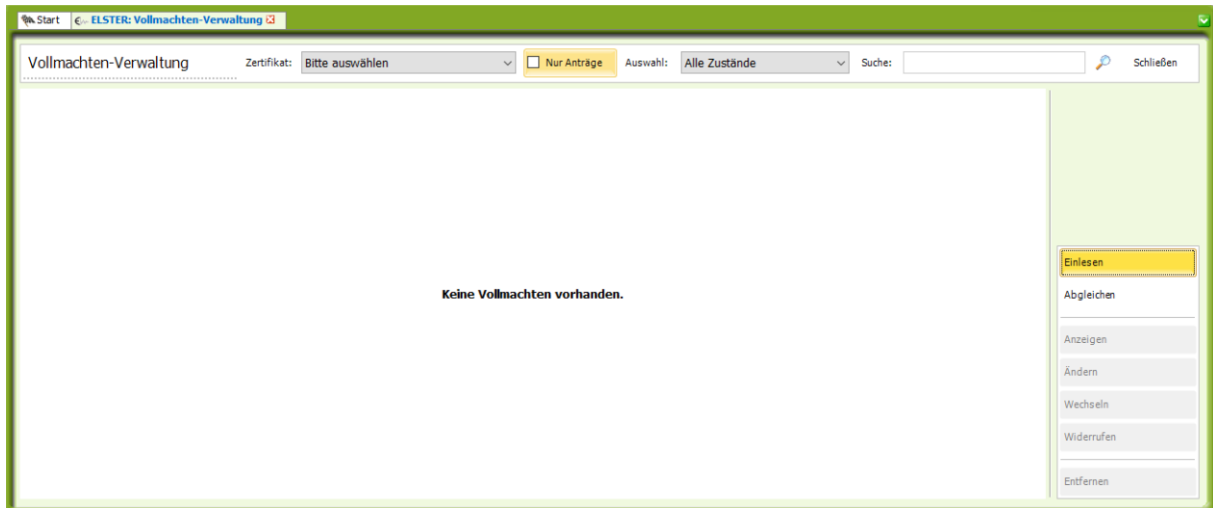 Start ELSTER: Vollmachten-Verwaltung
Vollmachten-Verwaltung Zertifikat: Bitte auswählen Nur Anträge Auswahl: Alle Zustände Suche: Schließen
Keine Vollmachten vorhanden.
Einlesen
Abgleichen
Anzeigen
Ändern
Wechseln
Widerrufen
Entfernen